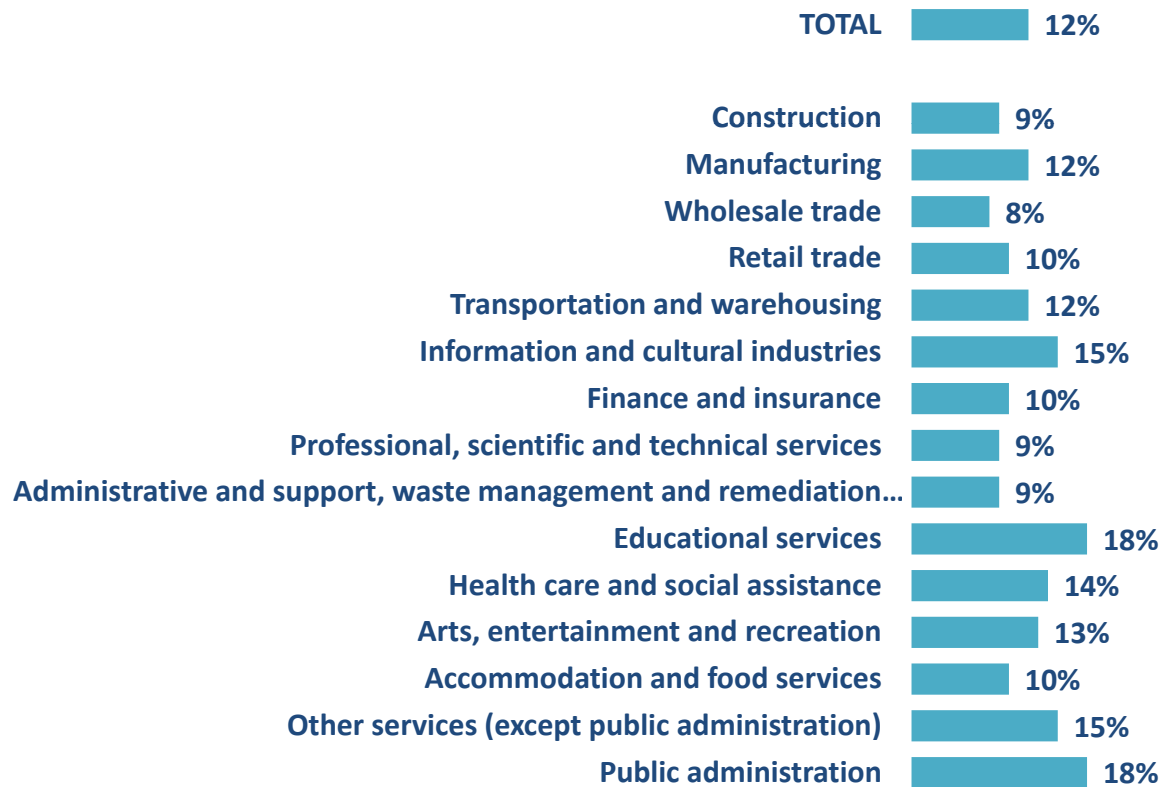 TOTAL 12%
Construction 9%
Manufacturing 12%
Wholesale trade 8%
Retail trade 10%
Transportation and warehousing 12%
Information and cultural industries 15%
Finance and insurance 10%
Professional, scientific and technical services 9%
Administrative and support, waste management and remediation... 9%
Educational services 18%
Health care and social assistance 14%
Arts, entertainment and recreation 13%
Accommodation and food services 10%
Other services (except public administration) 15%
Public administration 18%